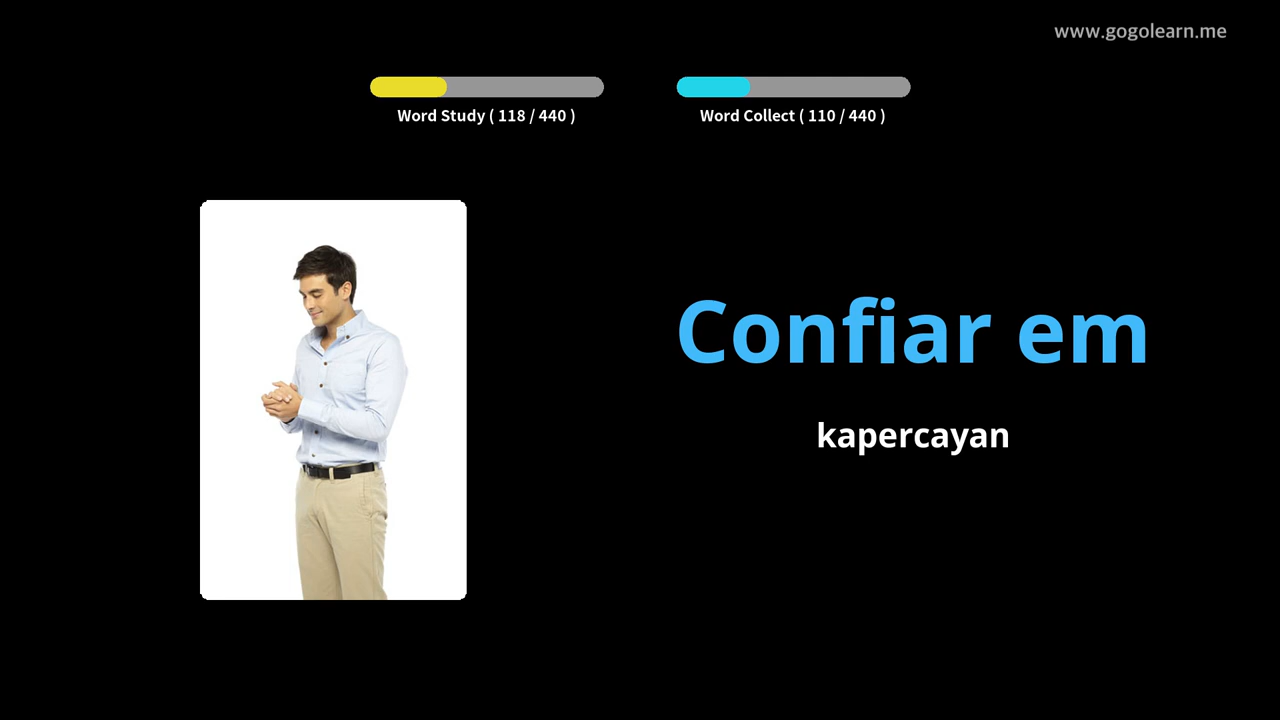 www.gogolearn.me
Word Study ( 118 / 440 )
Word Collect ( 110 / 440 )
Confiar em
kapercayan